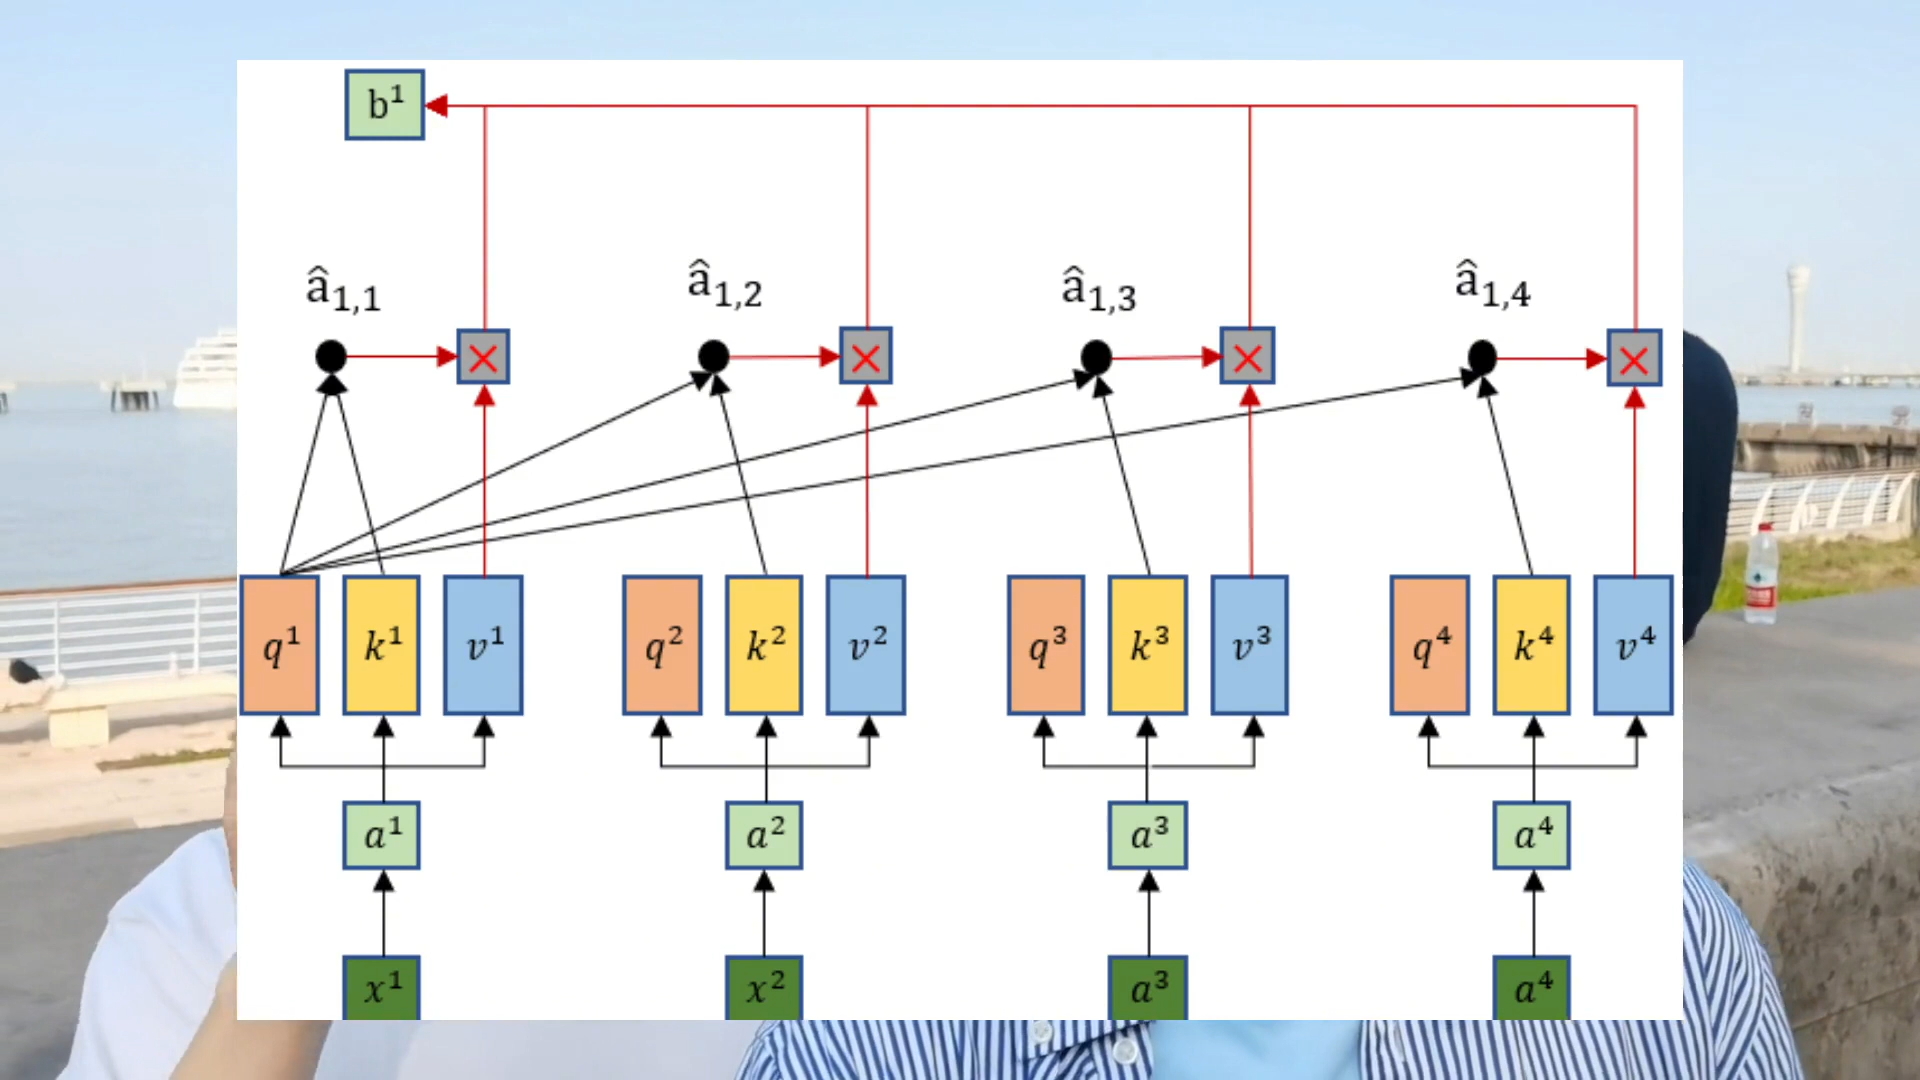 b¹
â₁,₁ â₁,₂ â₁,₃ â₁,₄
q¹ k¹ v¹ q² k² v² q³ k³ v³ q⁴ k⁴ v⁴
a¹ a² a³ a⁴
x¹ x² a³ a⁴